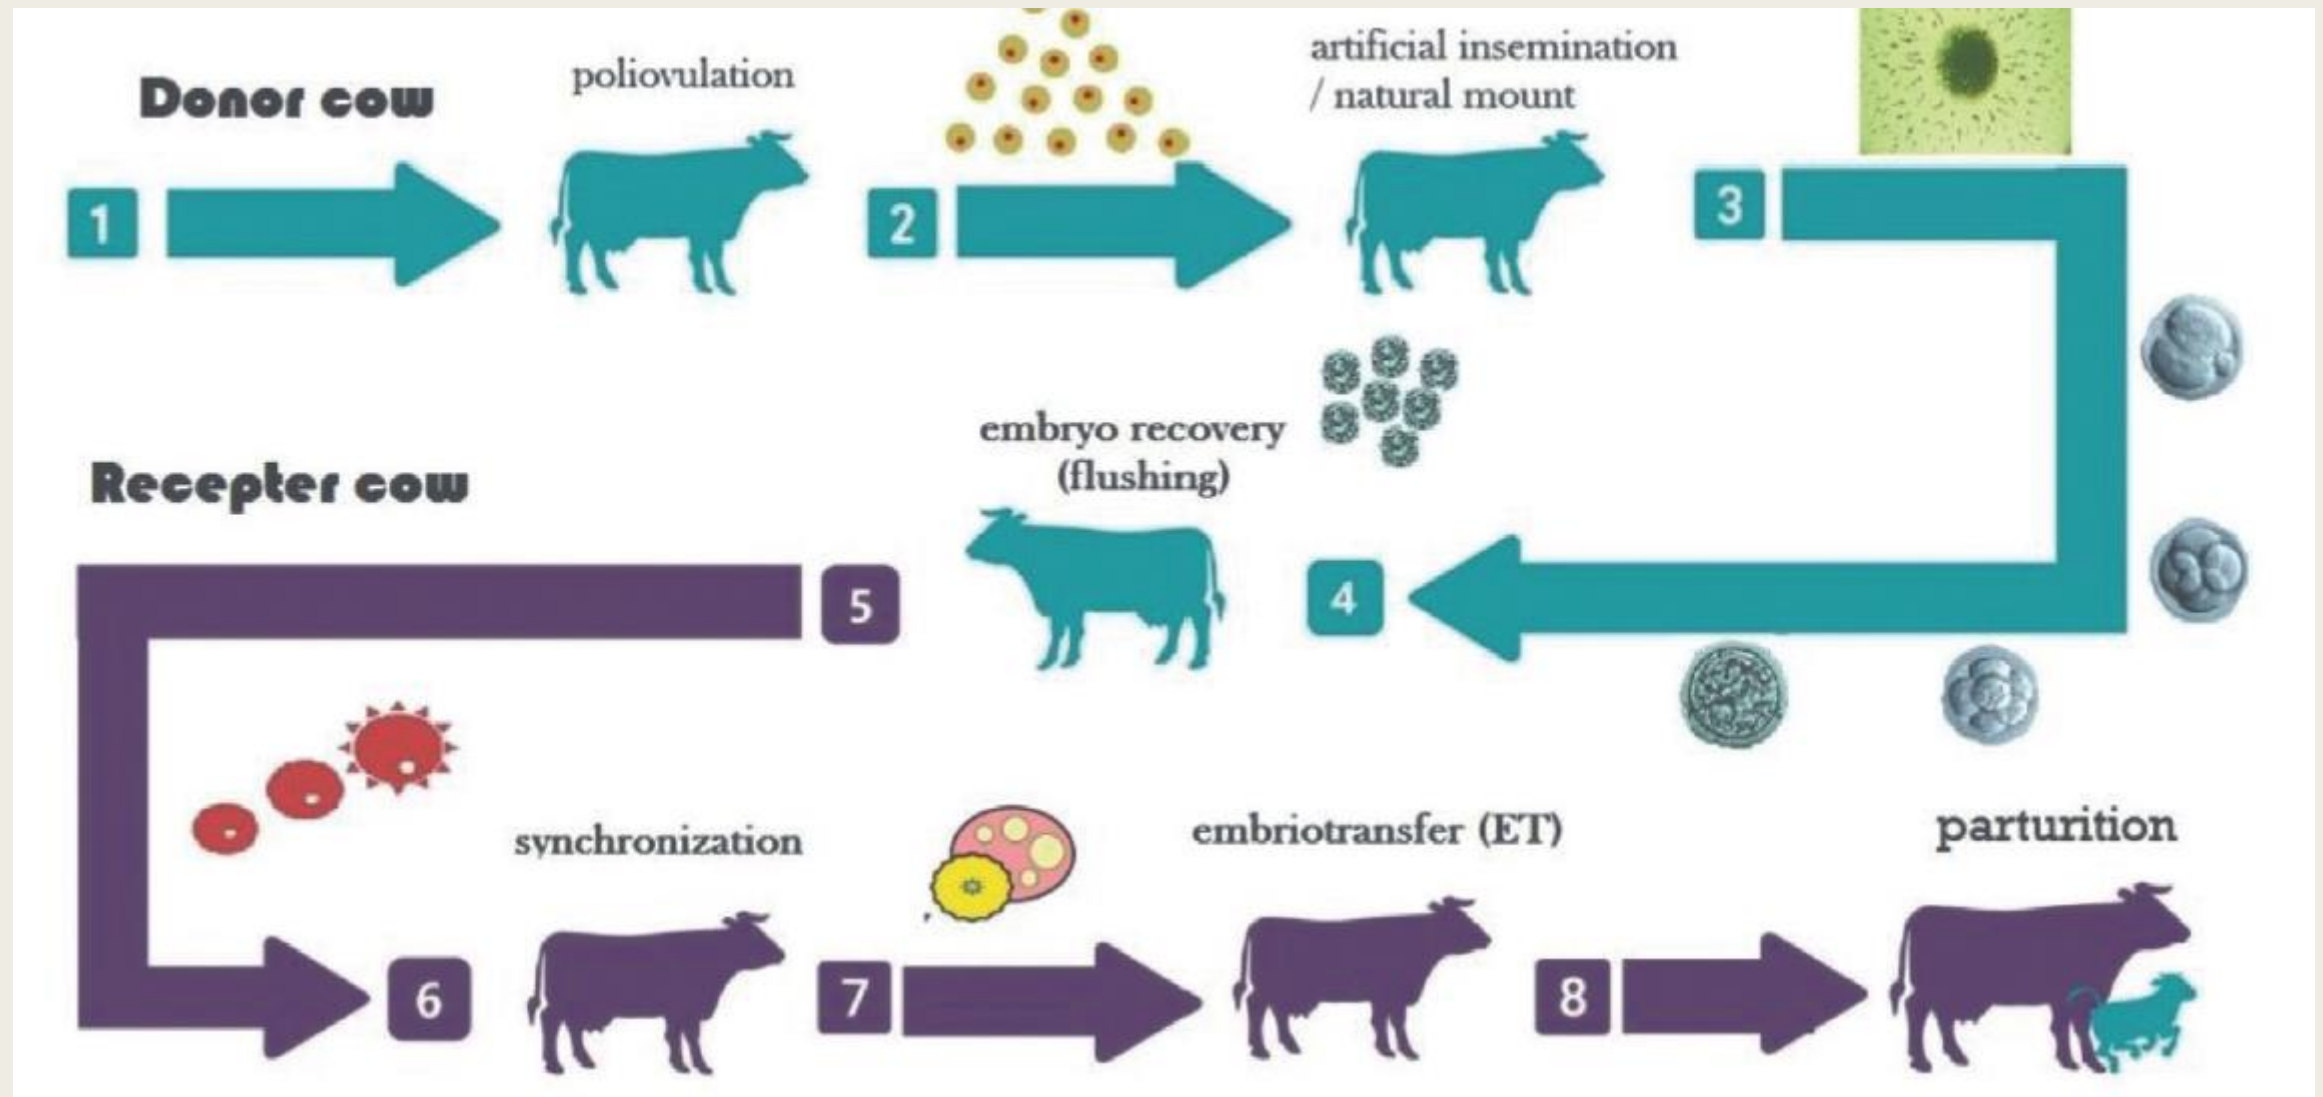 Donor cow
poliovulation
artificial insemination
/ natural mount
1
2
3
embryo recovery
(flushing)
Recepter cow
5
4
synchronization
embriotransfer (ET)
parturition
6
7
8